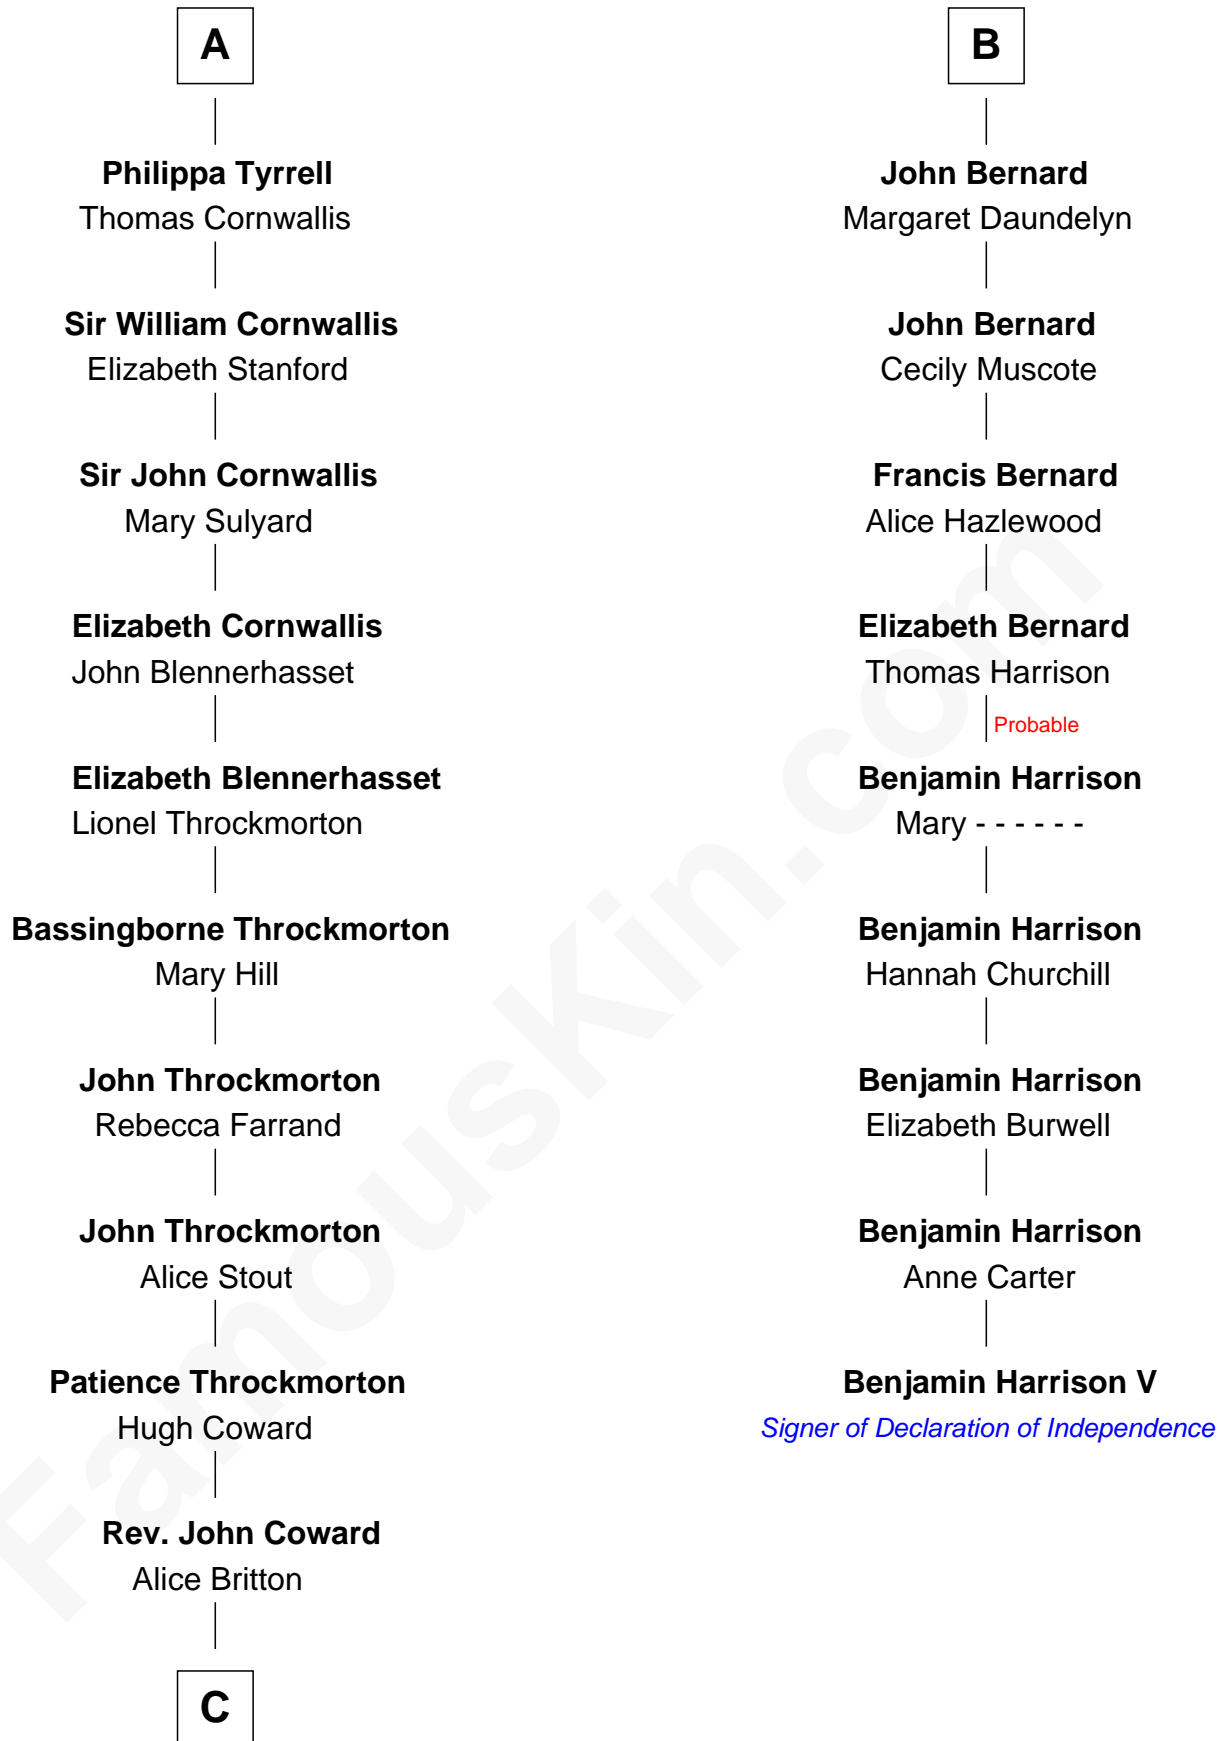 A
Philippa Tyrrell
Thomas Cornwallis
Sir William Cornwallis
Elizabeth Stanford
Sir John Cornwallis
Mary Sulyard
Elizabeth Cornwallis
John Blennerhasset
Elizabeth Blennerhasset
Lionel Throckmorton
Bassingborne Throckmorton
Mary Hill
John Throckmorton
Rebecca Farrand
John Throckmorton
Alice Stout
Patience Throckmorton
Hugh Coward
Rev. John Coward
Alice Britton
C
B
John Bernard
Margaret Daundelyn
John Bernard
Cecily Muscote
Francis Bernard
Alice Hazlewood
Elizabeth Bernard
Thomas Harrison
Probable
Benjamin Harrison
Mary - - - - - -
Benjamin Harrison
Hannah Churchill
Benjamin Harrison
Elizabeth Burwell
Benjamin Harrison
Anne Carter
Benjamin Harrison V
Signer of Declaration of Independence
FamousKin.com